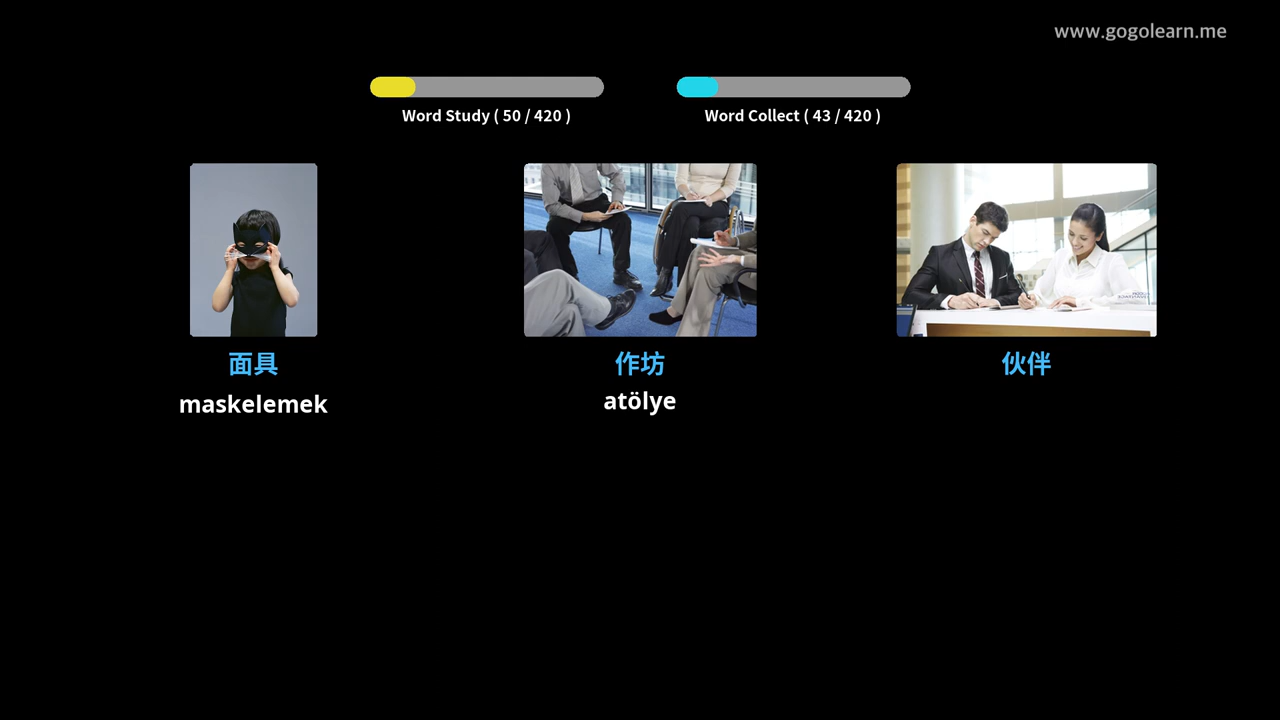 www.gogolearn.me
Word Study ( 50 / 420 )
Word Collect ( 43 / 420 )
面具
作坊
伙伴
maskelemek
atölye